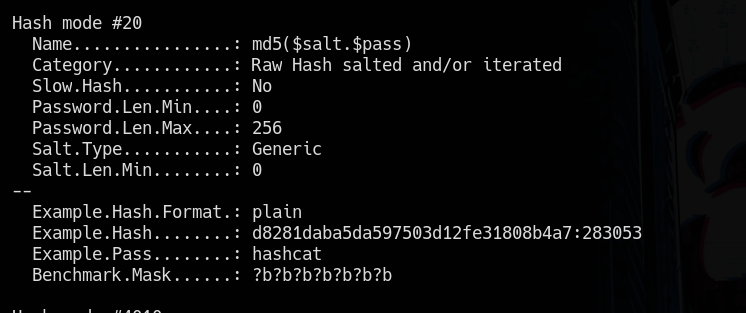 Hash mode #20
Name................: md5($salt.$pass)
Category............: Raw Hash salted and/or iterated
Slow.Hash...........: No
Password.Len.Min....: 0
Password.Len.Max....: 256
Salt.Type...........: Generic
Salt.Len.Min........: 0
--
Example.Hash.Format.: plain
Example.Hash........: d8281daba5da597503d12fe31808b4a7:283053
Example.Pass........: hashcat
Benchmark.Mask......: ?b?b?b?b?b?b?b